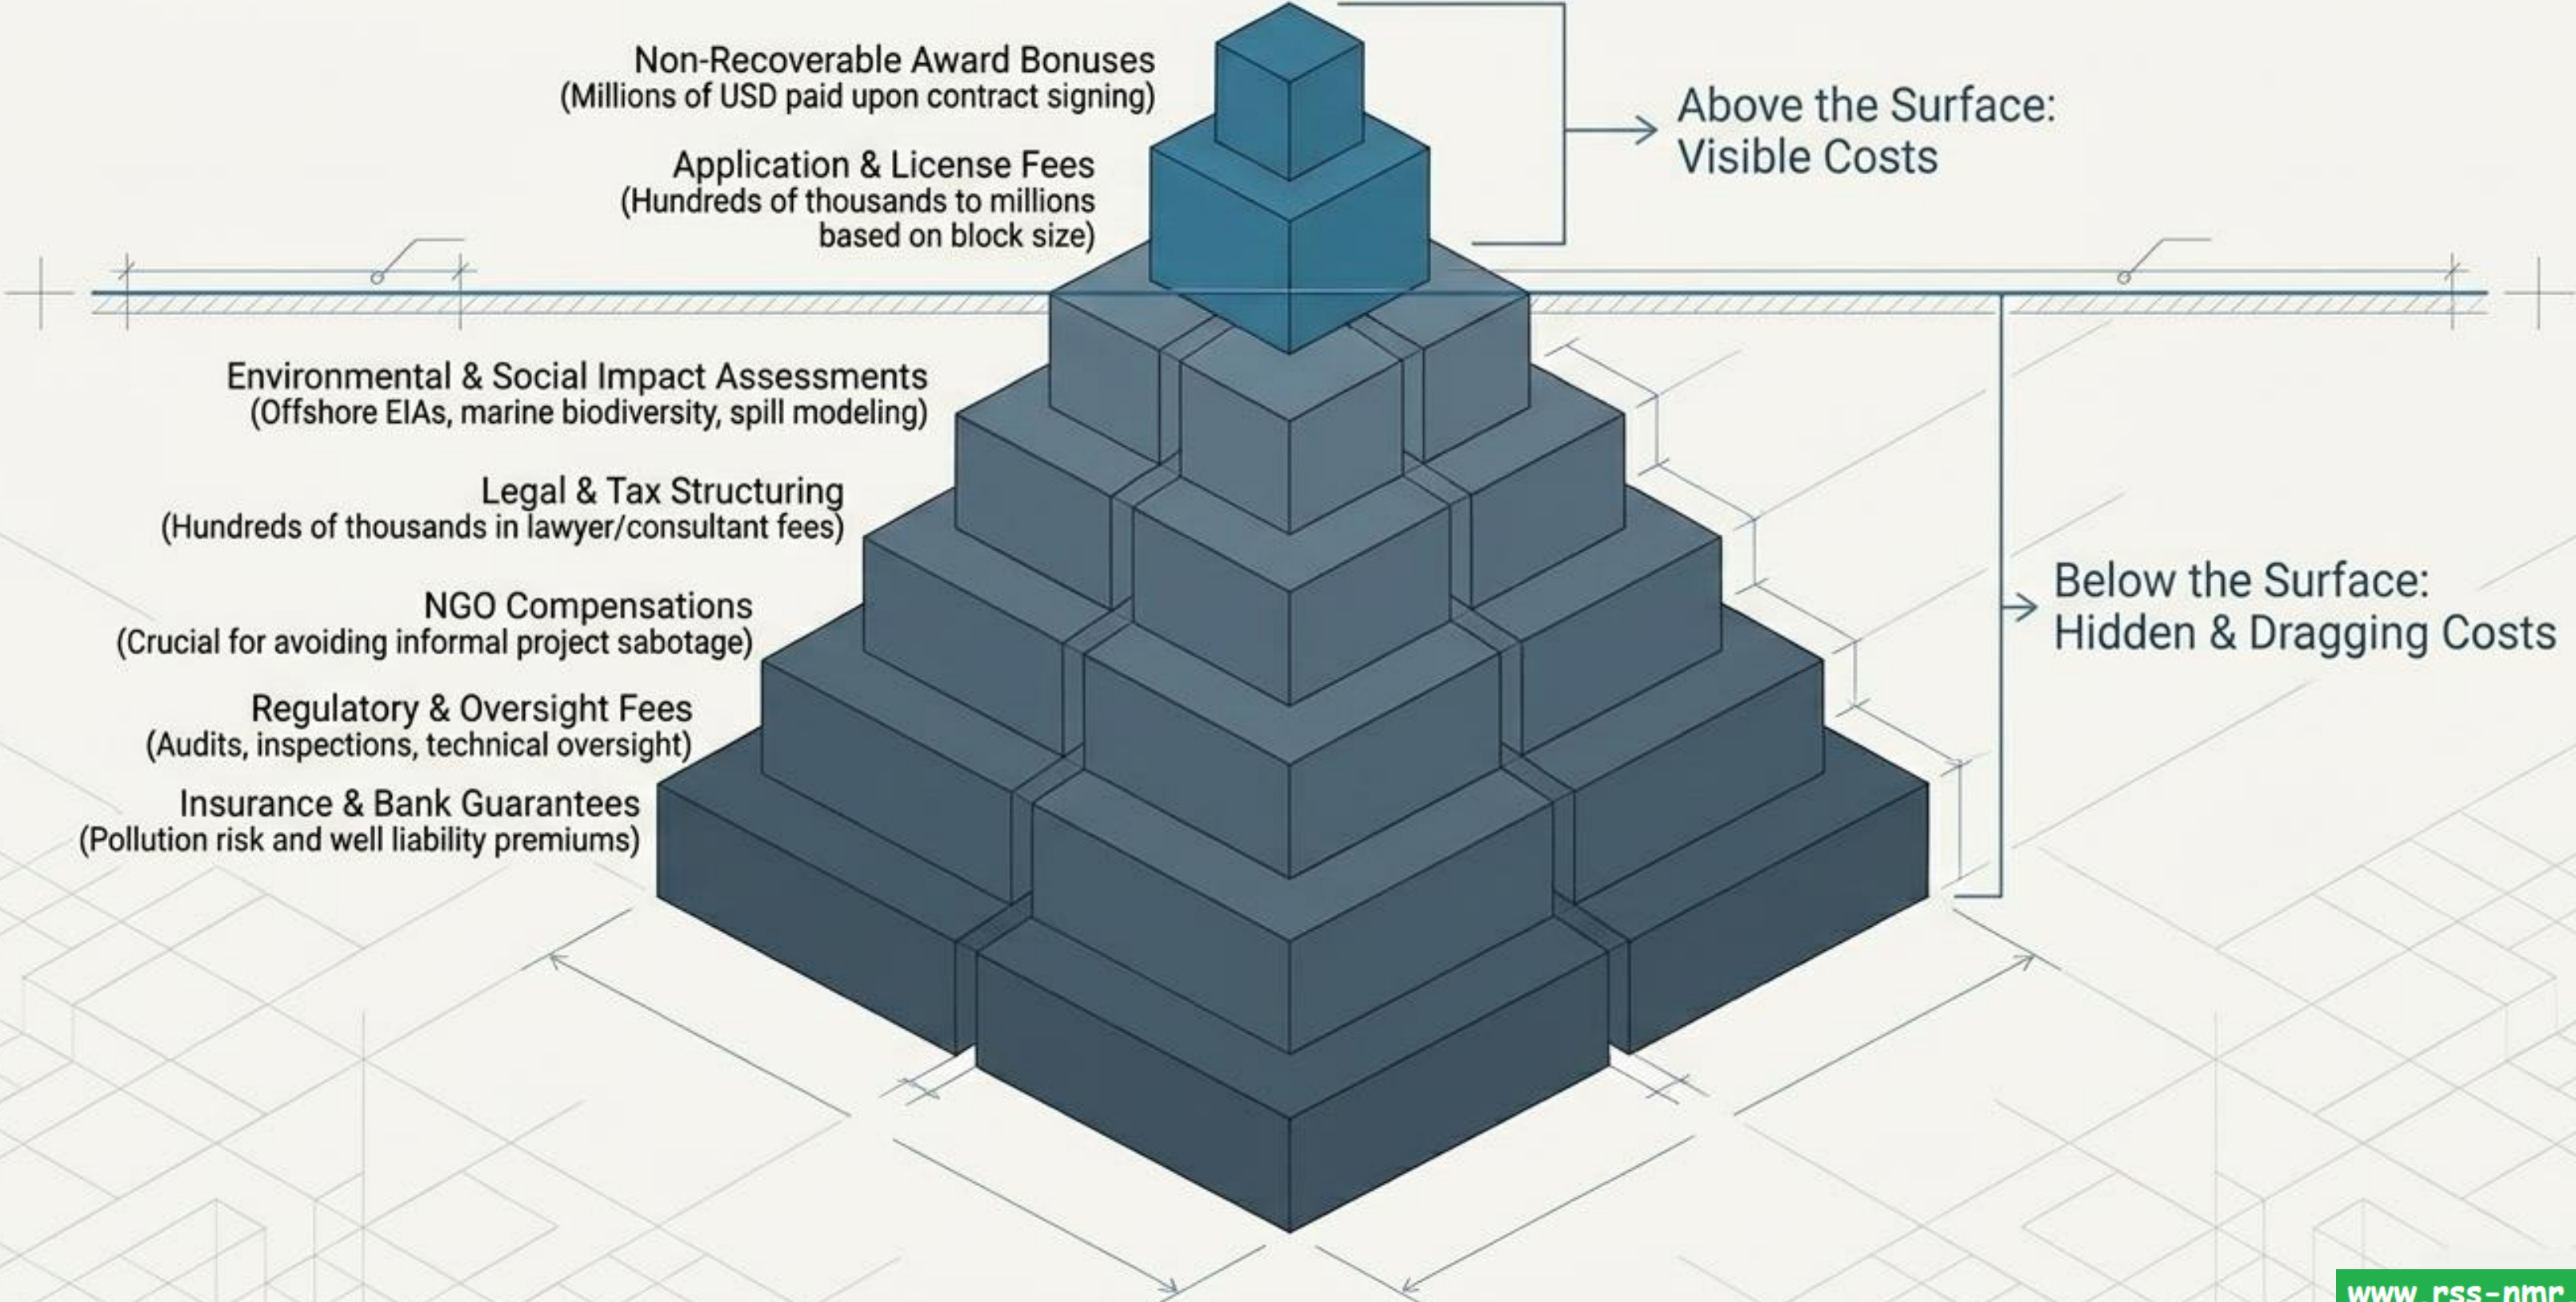 Non-Recoverable Award Bonuses
(Millions of USD paid upon contract signing)
Application & License Fees
(Hundreds of thousands to millions
based on block size)
Above the Surface:
Visible Costs
Environmental & Social Impact Assessments
(Offshore EIAs, marine biodiversity, spill modeling)
Legal & Tax Structuring
(Hundreds of thousands in lawyer/consultant fees)
NGO Compensations
(Crucial for avoiding informal project sabotage)
Regulatory & Oversight Fees
(Audits, inspections, technical oversight)
Insurance & Bank Guarantees
(Pollution risk and well liability premiums)
Below the Surface:
Hidden & Dragging Costs
www.rss-nmr